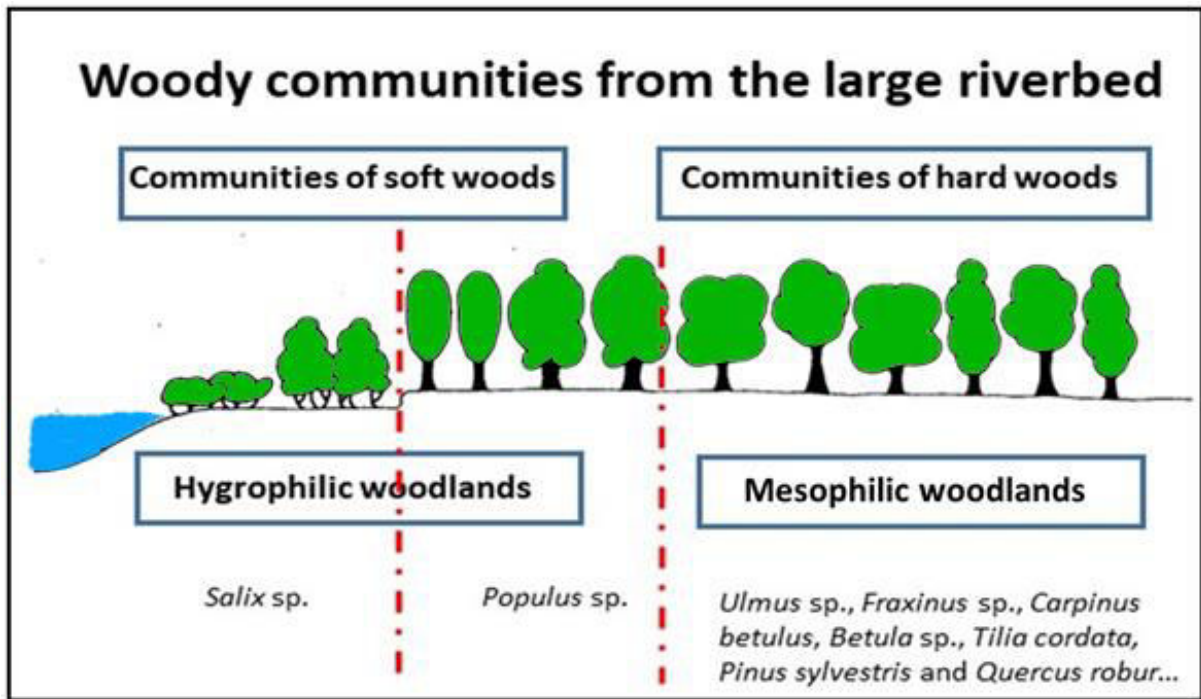 Woody communities from the large riverbed
Communities of soft woods
Communities of hard woods
Hygrophilic woodlands
Mesophilic woodlands
Salix sp.
Populus sp.
Ulmus sp., Fraxinus sp., Carpinus
betulus, Betula sp., Tilia cordata,
Pinus sylvestris and Quercus robur...